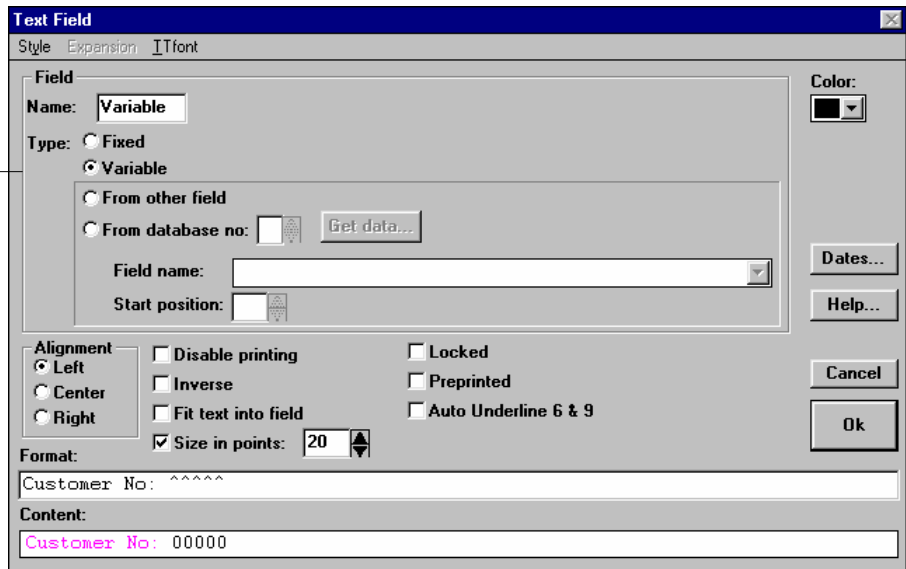 Text Field
Style Expansion TTfont
Field
Name: Variable
Color:
Type: Fixed
Variable
From other field
From database no: Get data...
Field name:
Start position:
Dates...
Help...
Alignment
Left
Center
Right
Disable printing
Inverse
Fit text into field
Size in points: 20
Locked
Preprinted
Auto Underline 6 & 9
Cancel
Ok
Format:
Customer No: ^^^^^
Content:
Customer No: 00000